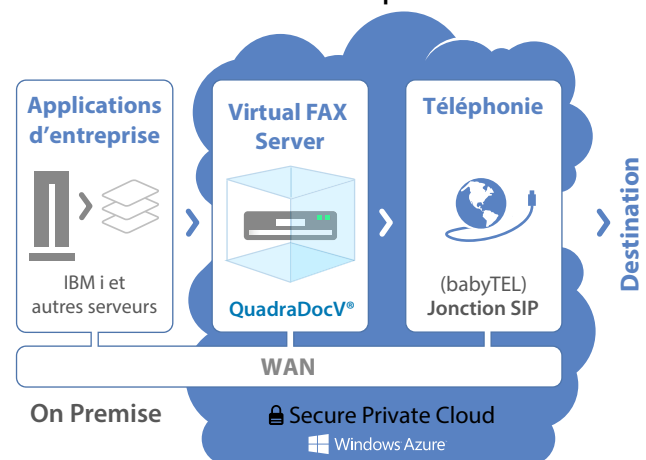 Applications
d’entreprise
IBM i et
autres serveurs
Virtual FAX
Server
QuadraDocV®
Téléphonie
(babyTEL)
Jonction SIP
Destination
WAN
On Premise
Secure Private Cloud
Windows Azure